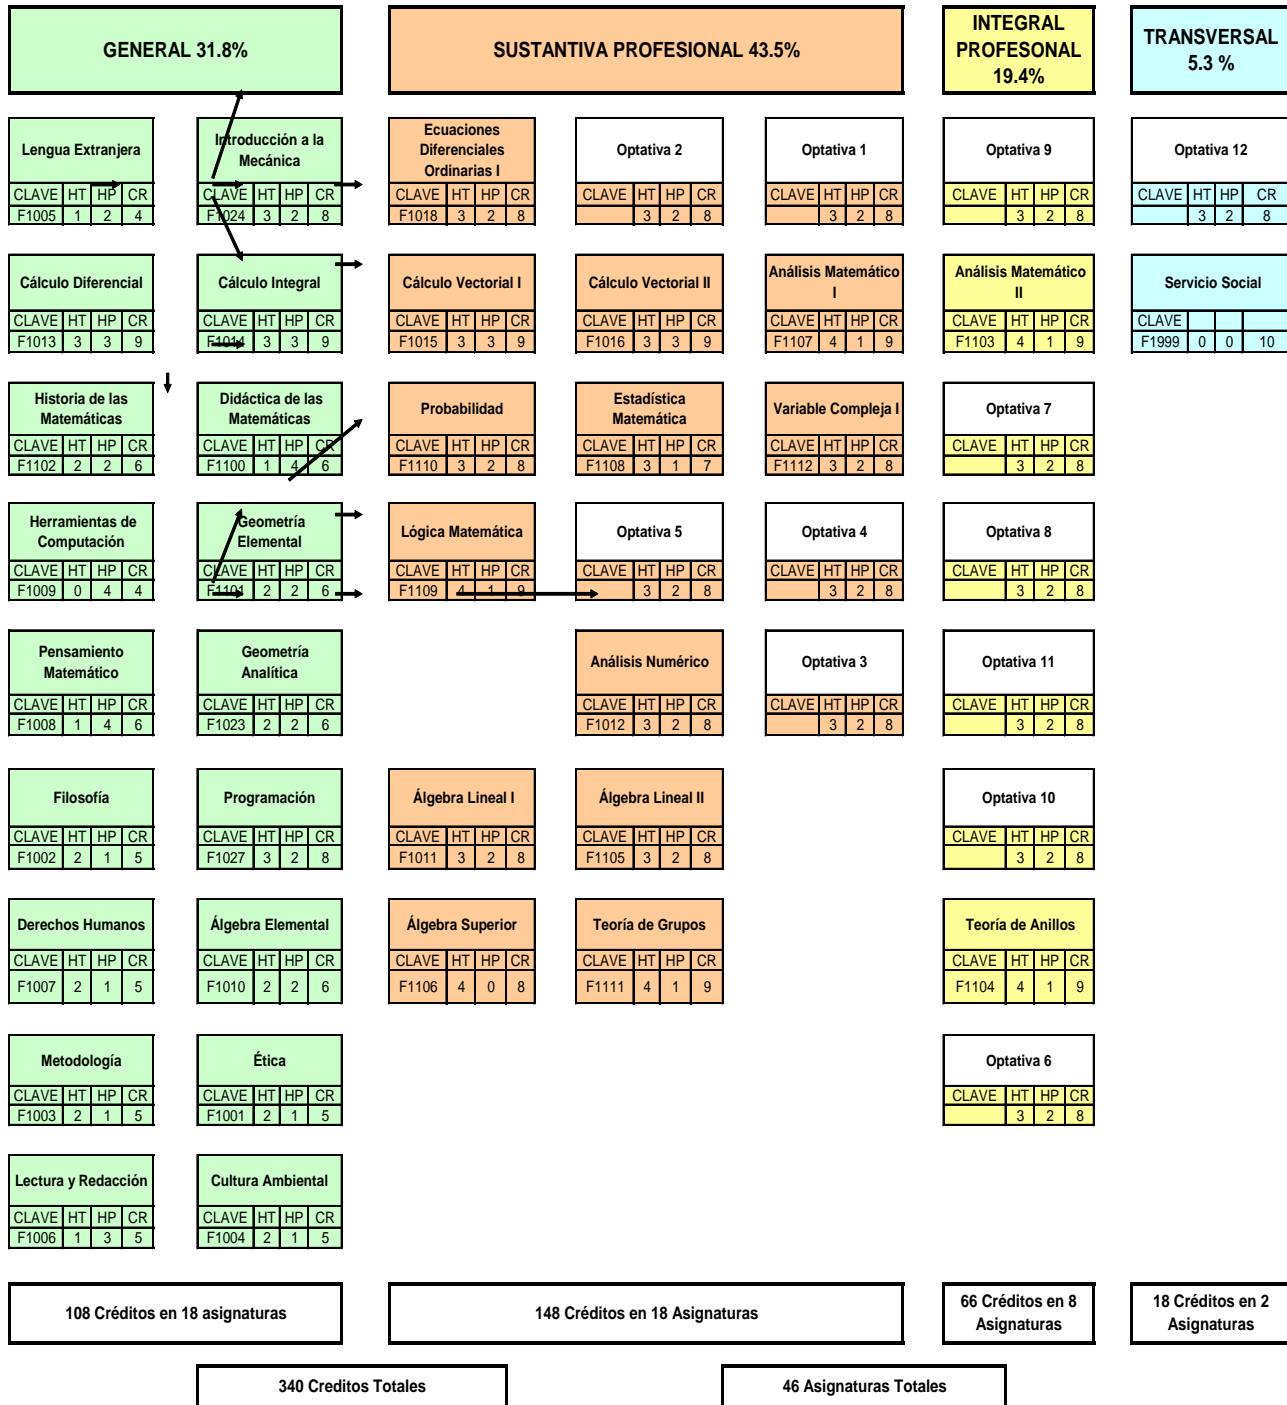 GENERAL 31.8%
SUSTANTIVA PROFESIONAL 43.5%
INTEGRAL
PROFESONAL
19.4%
TRANSVERSAL
5.3 %
Lengua Extranjera
CLAVE HT HP CR
F1005 1 2 4
Introducción a la
Mecánica
CLAVE HT HP CR
F1024 3 2 8
Ecuaciones
Diferenciales
Ordinarias I
CLAVE HT HP CR
F1018 3 2 8
Optativa 2
CLAVE HT HP CR
3 2 8
Optativa 1
CLAVE HT HP CR
3 2 8
Optativa 9
CLAVE HT HP CR
3 2 8
Optativa 12
CLAVE HT HP CR
3 2 8
Cálculo Diferencial
CLAVE HT HP CR
F1013 3 3 9
Cálculo Integral
CLAVE HT HP CR
F1014 3 3 9
Cálculo Vectorial I
CLAVE HT HP CR
F1015 3 3 9
Cálculo Vectorial II
CLAVE HT HP CR
F1016 3 3 9
Análisis Matemático
I
CLAVE HT HP CR
F1107 4 1 9
Análisis Matemático
II
CLAVE HT HP CR
F1103 4 1 9
Servicio Social
CLAVE
F1999 0 0 10
Historia de las
Matemáticas
CLAVE HT HP CR
F1102 2 2 6
Didáctica de las
Matemáticas
CLAVE HT HP CR
F1100 1 4 6
Probabilidad
CLAVE HT HP CR
F1110 3 2 8
Estadística
Matemática
CLAVE HT HP CR
F1108 3 1 7
Variable Compleja I
CLAVE HT HP CR
F1112 3 2 8
Optativa 7
CLAVE HT HP CR
3 2 8
Herramientas de
Computación
CLAVE HT HP CR
F1009 0 4 4
Geometría
Elemental
CLAVE HT HP CR
F1101 2 2 6
Lógica Matemática
CLAVE HT HP CR
F1109 4 1 9
Optativa 5
CLAVE HT HP CR
3 2 8
Optativa 4
CLAVE HT HP CR
3 2 8
Optativa 8
CLAVE HT HP CR
3 2 8
Pensamiento
Matemático
CLAVE HT HP CR
F1008 1 4 6
Geometría
Analítica
CLAVE HT HP CR
F1023 2 2 6
Análisis Numérico
CLAVE HT HP CR
F1012 3 2 8
Optativa 3
CLAVE HT HP CR
3 2 8
Optativa 11
CLAVE HT HP CR
3 2 8
Filosofía
CLAVE HT HP CR
F1002 2 1 5
Programación
CLAVE HT HP CR
F1027 3 2 8
Álgebra Lineal I
CLAVE HT HP CR
F1011 3 2 8
Álgebra Lineal II
CLAVE HT HP CR
F1105 3 2 8
Optativa 10
CLAVE HT HP CR
3 2 8
Derechos Humanos
CLAVE HT HP CR
F1007 2 1 5
Álgebra Elemental
CLAVE HT HP CR
F1010 2 2 6
Álgebra Superior
CLAVE HT HP CR
F1106 4 0 8
Teoría de Grupos
CLAVE HT HP CR
F1111 4 1 9
Teoría de Anillos
CLAVE HT HP CR
F1104 4 1 9
Metodología
CLAVE HT HP CR
F1003 2 1 5
Ética
CLAVE HT HP CR
F1001 2 1 5
Optativa 6
CLAVE HT HP CR
3 2 8
Lectura y Redacción
CLAVE HT HP CR
F1006 1 3 5
Cultura Ambiental
CLAVE HT HP CR
F1004 2 1 5
108 Créditos en 18 asignaturas
148 Créditos en 18 Asignaturas
66 Créditos en 8
Asignaturas
18 Créditos en 2
Asignaturas
340 Creditos Totales
46 Asignaturas Totales